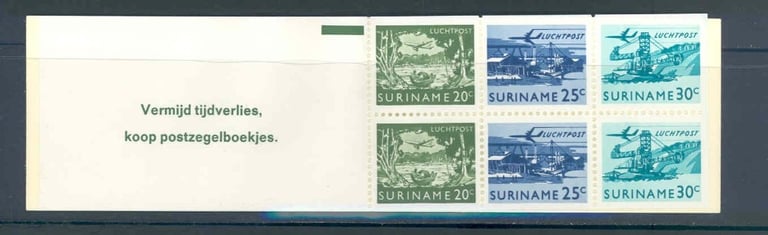 Vermijd tijdverlies,
koop postzegelboekjes.
LUCHTPOST
SURINAME 20c
LUCHTPOST
SURINAME 25c
LUCHTPOST
SURINAME 30c
LUCHTPOST
SURINAME 20c
LUCHTPOST
SURINAME 25c
LUCHTPOST
SURINAME 30c